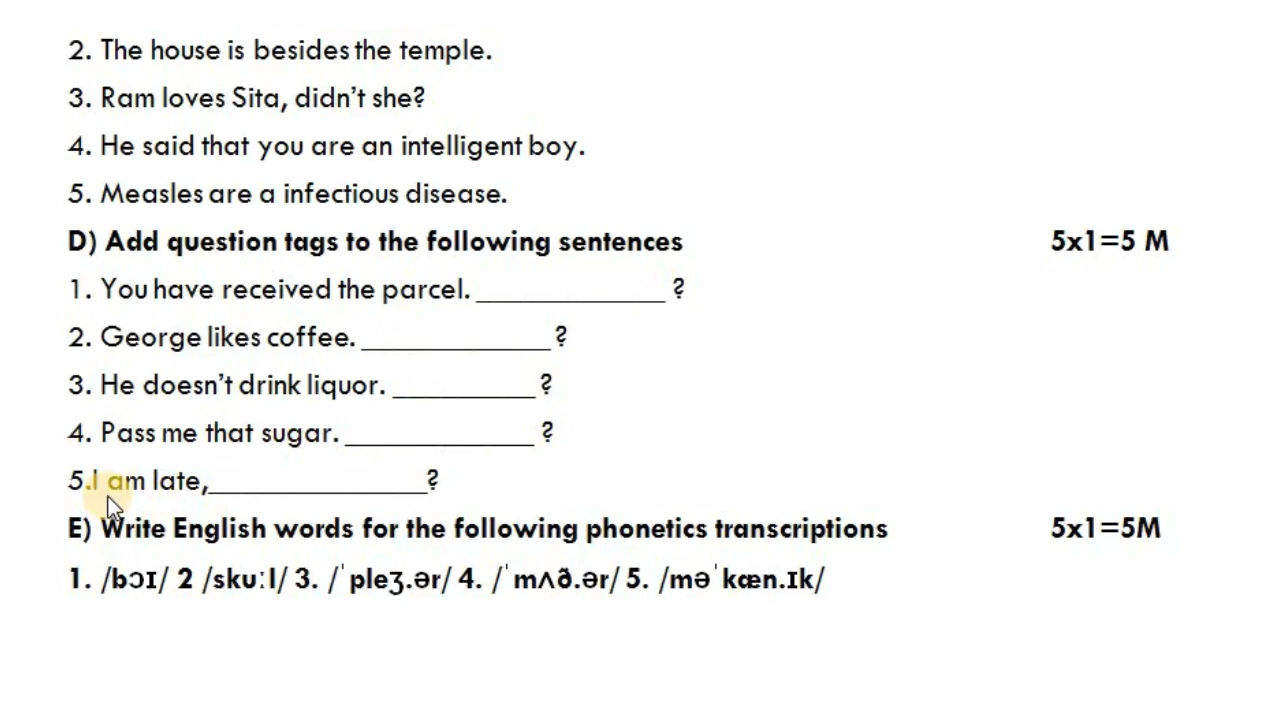 2. The house is besides the temple.
3. Ram loves Sita, didn't she?
4. He said that you are an intelligent boy.
5. Measles are a infectious disease.
D) Add question tags to the following sentences 5x1=5 M
1. You have received the parcel. _____________ ?
2. George likes coffee. _____________ ?
3. He doesn't drink liquor. __________ ?
4. Pass me that sugar. _____________ ?
5.I am late,_______________?
E) Write English words for the following phonetics transcriptions 5x1=5M
1. /bɔɪ/ 2 /skuːl/ 3. /ˈpleʒ.ər/ 4. /ˈmʌð.ər/ 5. /məˈkæn.ɪk/